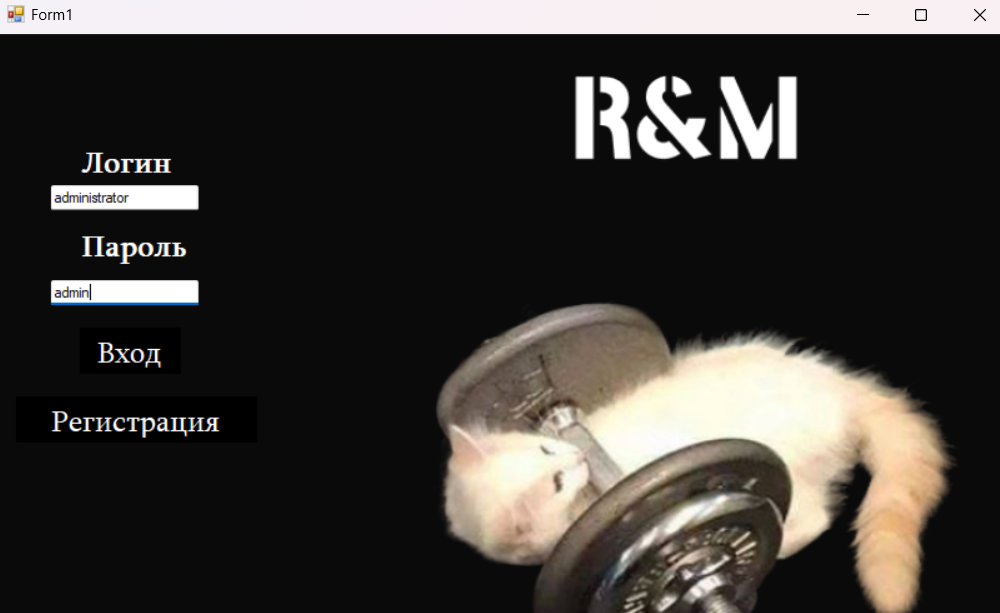 Form1
R&M
Логин
administrator
Пароль
admin
Вход
Регистрация